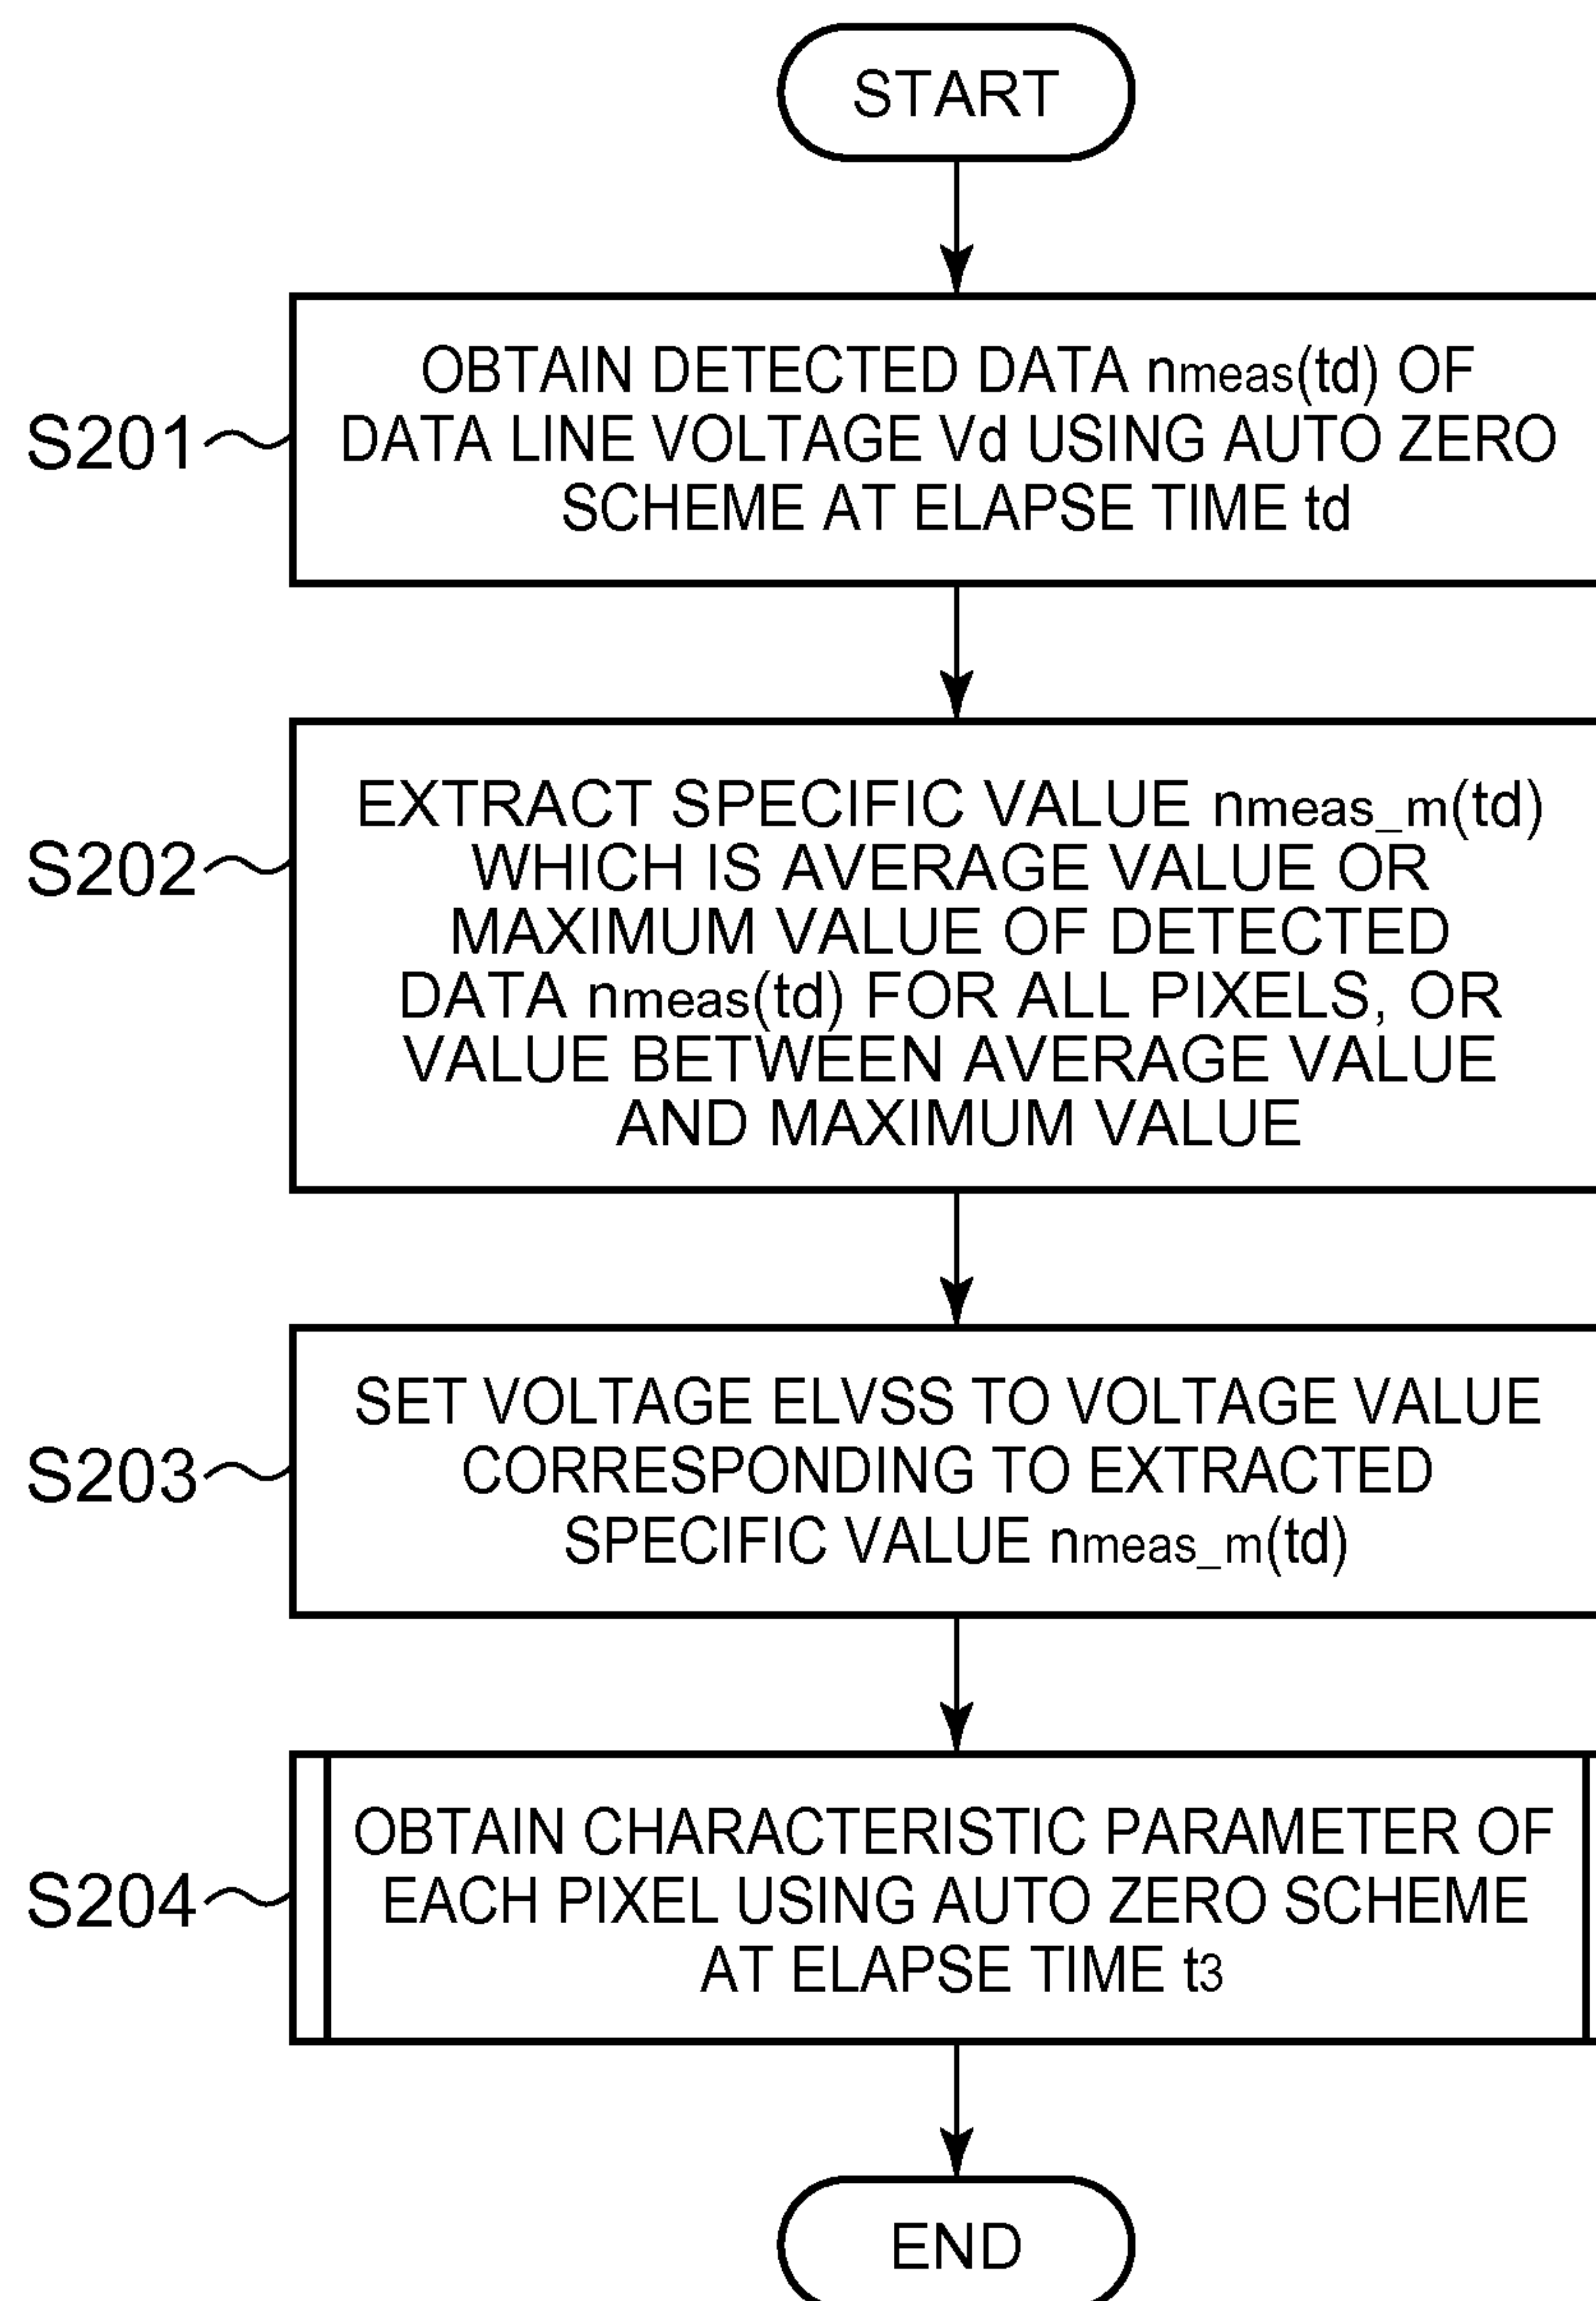 START
S201
OBTAIN DETECTED DATA nmeas(td) OF
DATA LINE VOLTAGE Vd USING AUTO ZERO
SCHEME AT ELAPSE TIME td
S202
EXTRACT SPECIFIC VALUE nmeas_m(td)
WHICH IS AVERAGE VALUE OR
MAXIMUM VALUE OF DETECTED
DATA nmeas(td) FOR ALL PIXELS, OR
VALUE BETWEEN AVERAGE VALUE
AND MAXIMUM VALUE
S203
SET VOLTAGE ELVSS TO VOLTAGE VALUE
CORRESPONDING TO EXTRACTED
SPECIFIC VALUE nmeas_m(td)
S204
OBTAIN CHARACTERISTIC PARAMETER OF
EACH PIXEL USING AUTO ZERO SCHEME
AT ELAPSE TIME t3
END